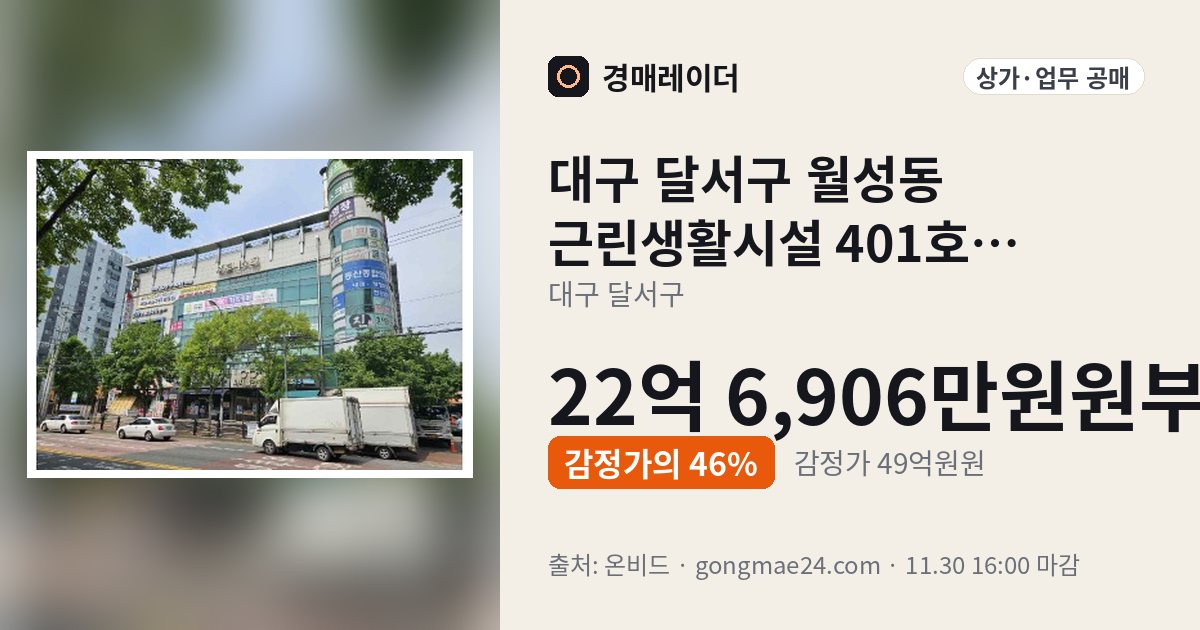 경매레이더
상가·업무 공매
대구 달서구 월성동
근린생활시설 401호…
대구 달서구
22억 6,906만원원부
감정가의 46%
감정가 49억원원
출처: 온비드 · gongmae24.com · 11.30 16:00 마감